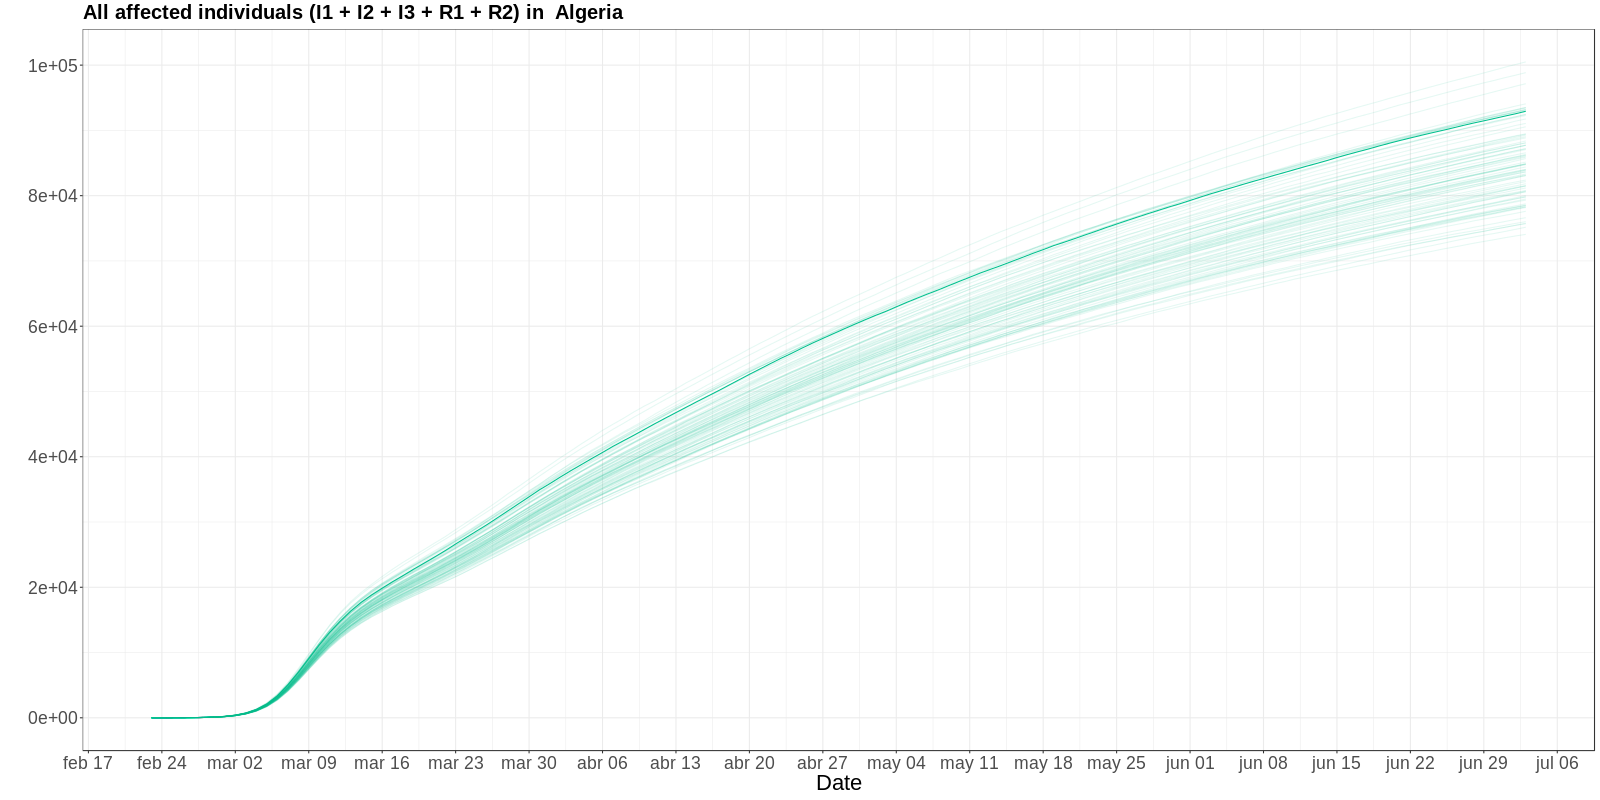 All affected individuals (I1 + I2 + I3 + R1 + R2) in  Algeria
1e+05
8e+04
6e+04
4e+04
2e+04
0e+00
feb 17 feb 24 mar 02 mar 09 mar 16 mar 23 mar 30 abr 06 abr 13 abr 20 abr 27 may 04 may 11 may 18 may 25 jun 01 jun 08 jun 15 jun 22 jun 29 jul 06
Date